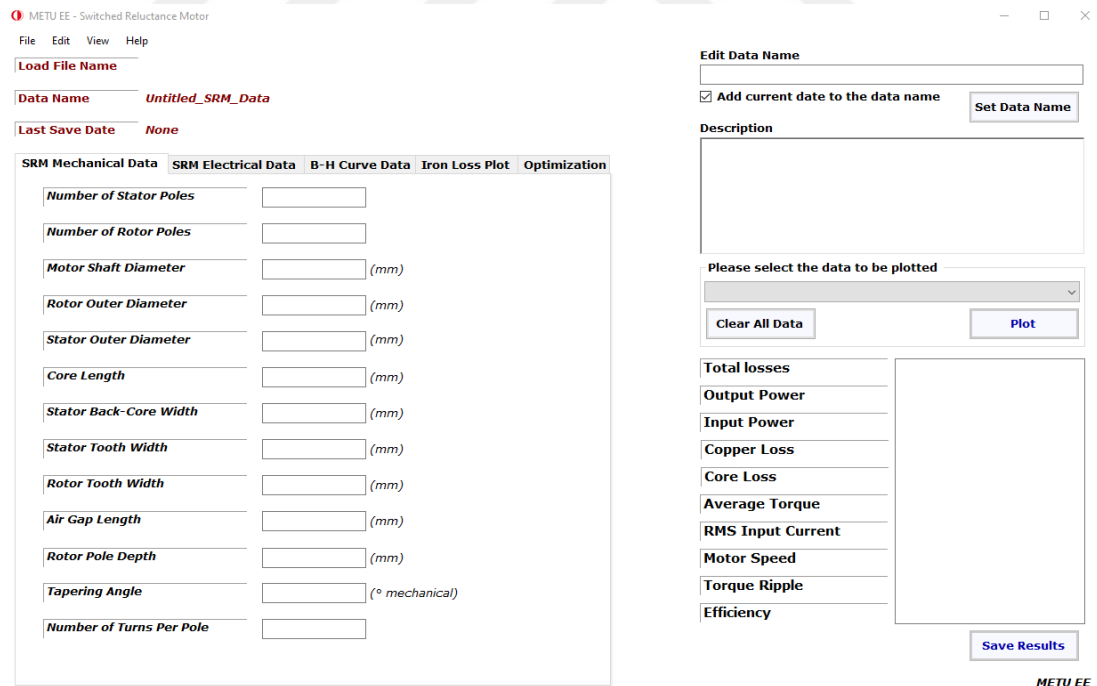 METU EE - Switched Reluctance Motor
File Edit View Help
Load File Name
Data Name Untitled_SRM_Data
Last Save Date None
SRM Mechanical Data SRM Electrical Data B-H Curve Data Iron Loss Plot Optimization
Number of Stator Poles
Number of Rotor Poles
Motor Shaft Diameter (mm)
Rotor Outer Diameter (mm)
Stator Outer Diameter (mm)
Core Length (mm)
Stator Back-Core Width (mm)
Stator Tooth Width (mm)
Rotor Tooth Width (mm)
Air Gap Length (mm)
Rotor Pole Depth (mm)
Tapering Angle (° mechanical)
Number of Turns Per Pole
Edit Data Name
Add current date to the data name
Set Data Name
Description
Please select the data to be plotted
Clear All Data Plot
Total losses
Output Power
Input Power
Copper Loss
Core Loss
Average Torque
RMS Input Current
Motor Speed
Torque Ripple
Efficiency
Save Results
METU EE